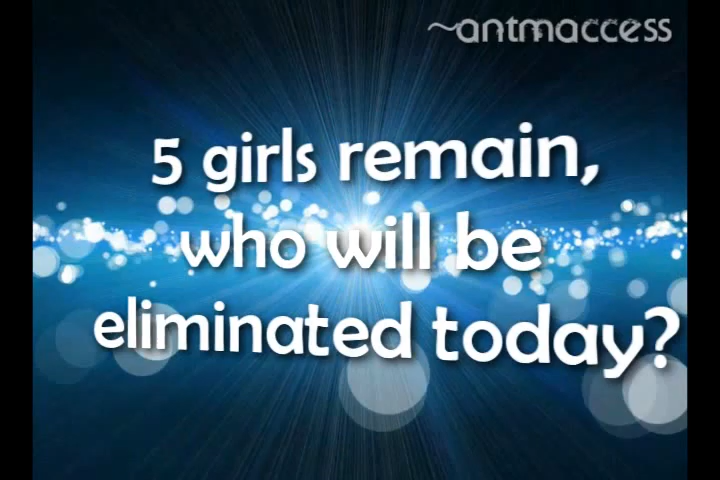 ~antmaccess
5 girls remain,
who will be
eliminated today?